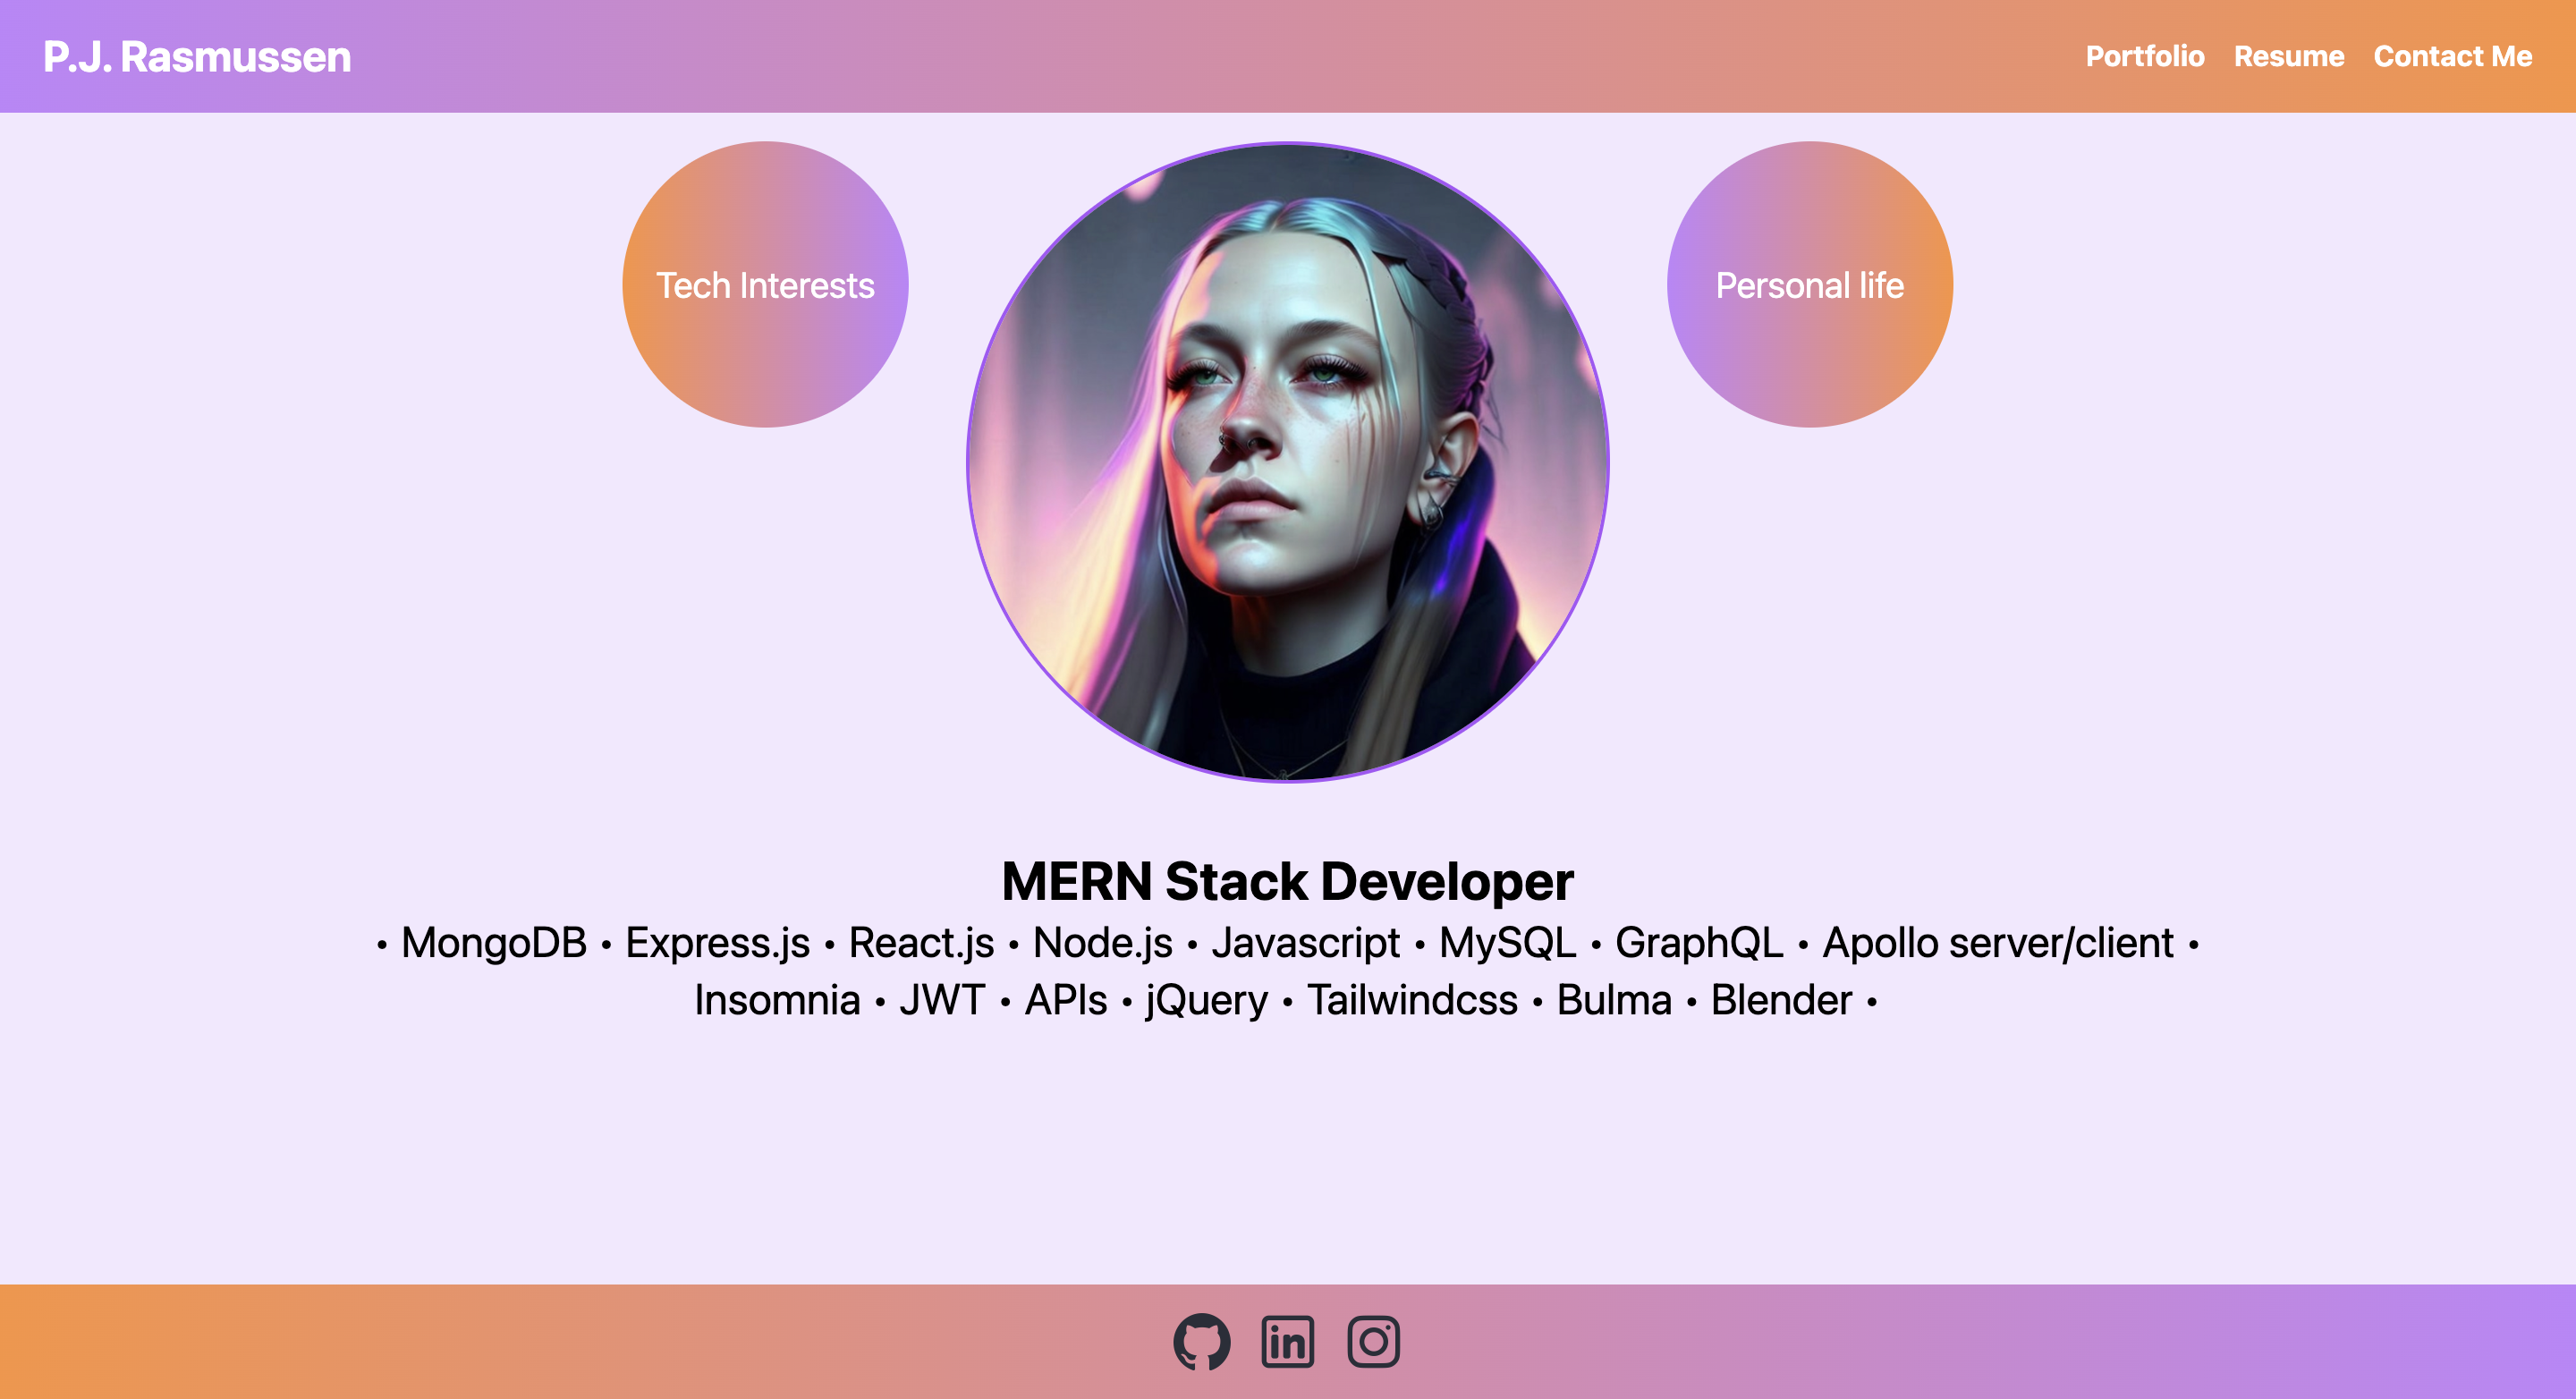 P.J. Rasmussen
Portfolio Resume Contact Me
Tech Interests
Personal life
MERN Stack Developer
• MongoDB • Express.js • React.js • Node.js • Javascript • MySQL • GraphQL • Apollo server/client •
Insomnia • JWT • APIs • jQuery • Tailwindcss • Bulma • Blender •
in